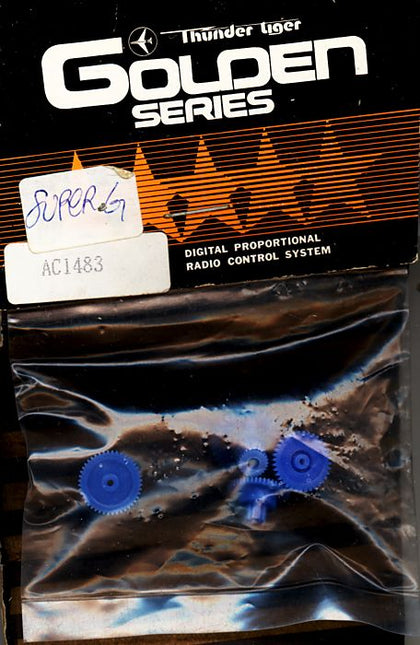 Thunder Tiger
GOLDEN
SERIES
SUPER.G
AC1483
DIGITAL PROPORTIONAL
RADIO CONTROL SYSTEM